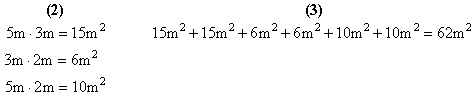 (2) (3)
5m · 3m = 15m² 15m² + 15m² + 6m² + 6m² + 10m² + 10m² = 62m²
3m · 2m = 6m²
5m · 2m = 10m²